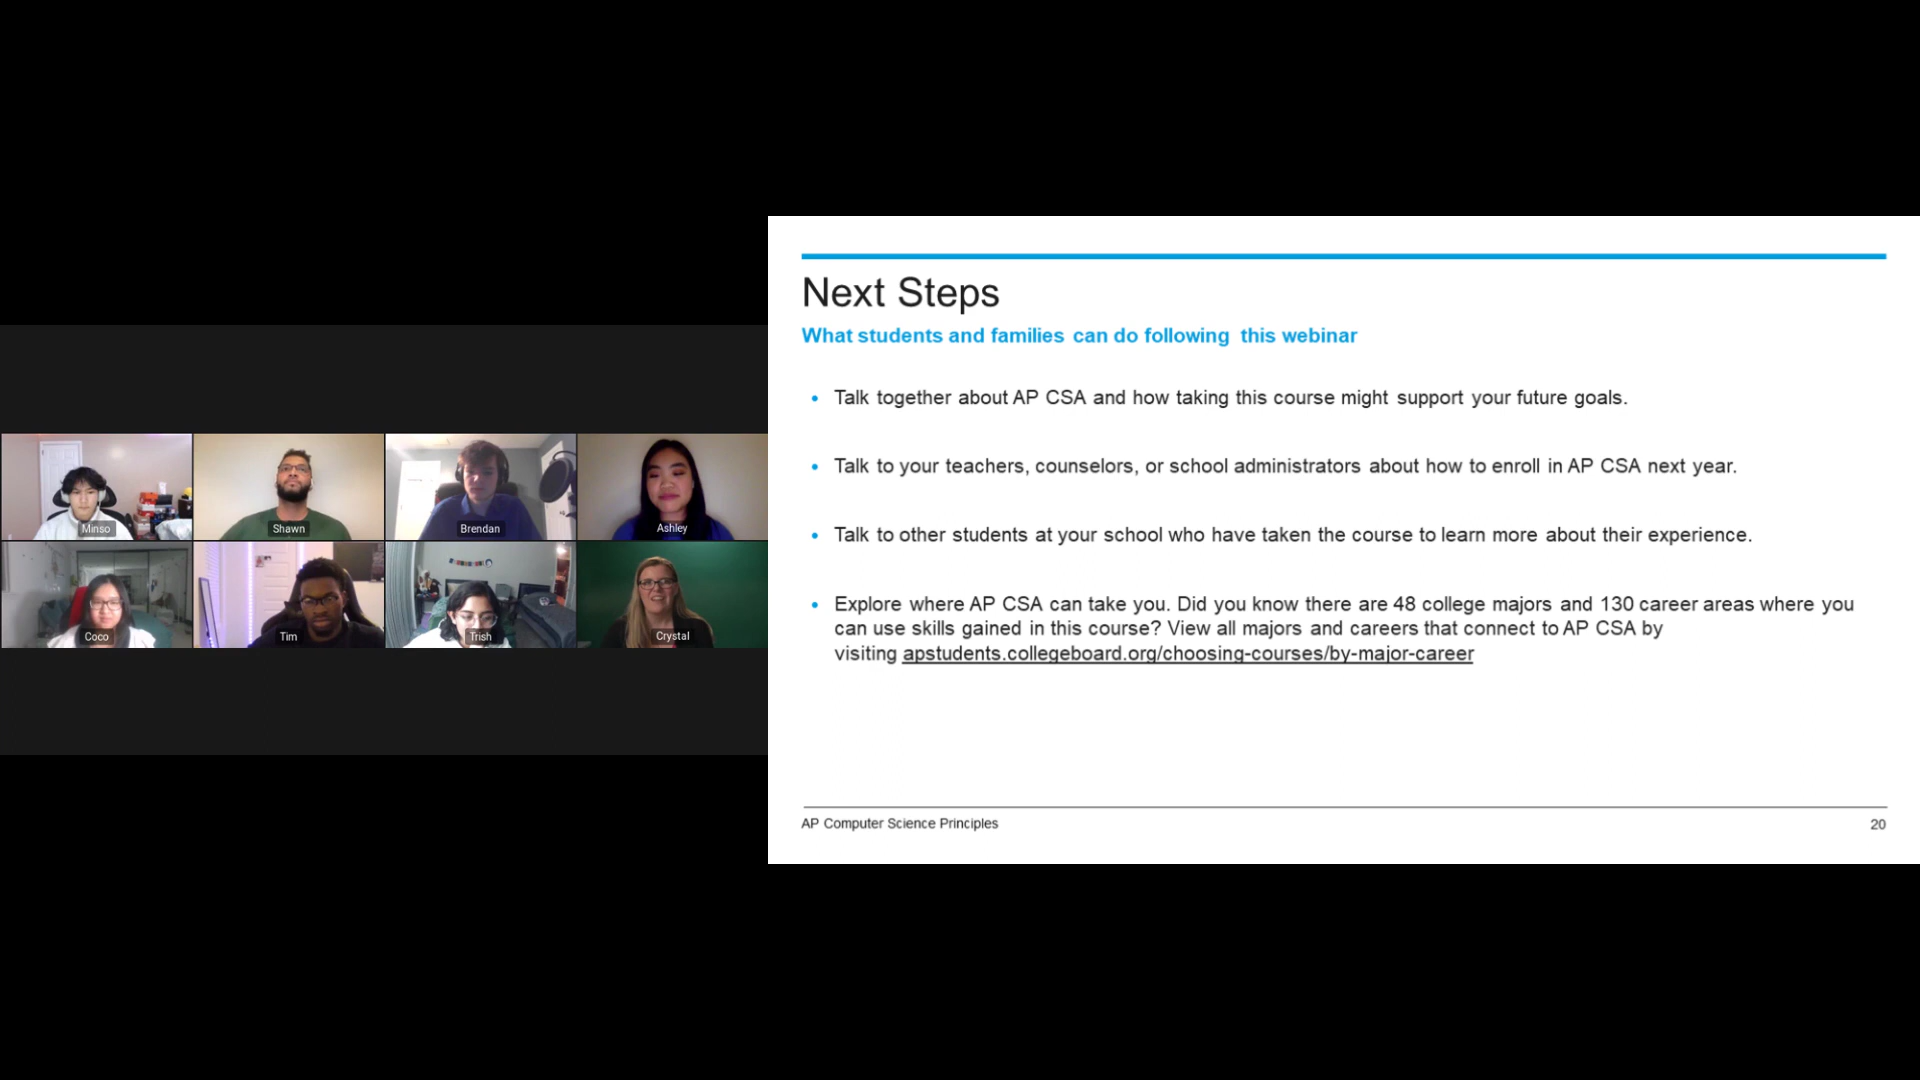 Minso
Shawn
Brendan
Ashley
Coco
Tim
Trish
Crystal
Next Steps
What students and families can do following this webinar
• Talk together about AP CSA and how taking this course might support your future goals.
• Talk to your teachers, counselors, or school administrators about how to enroll in AP CSA next year.
• Talk to other students at your school who have taken the course to learn more about their experience.
• Explore where AP CSA can take you. Did you know there are 48 college majors and 130 career areas where you
can use skills gained in this course? View all majors and careers that connect to AP CSA by
visiting apstudents.collegeboard.org/choosing-courses/by-major-career
AP Computer Science Principles
20